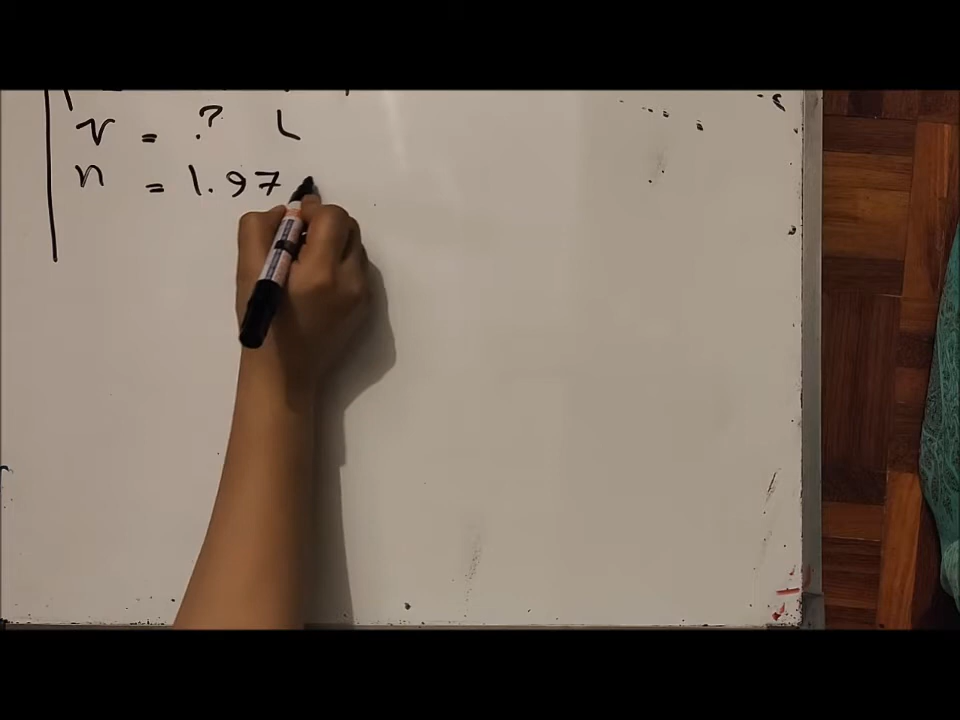 V = ? L
n = 1.97